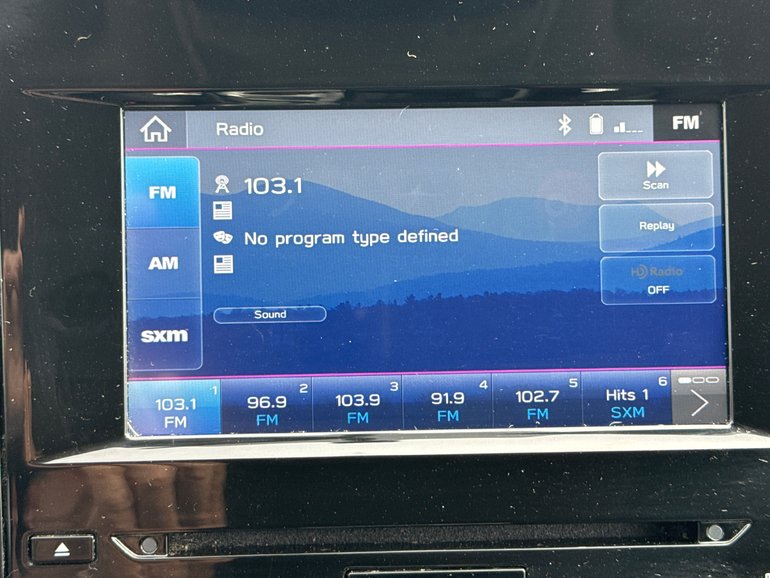 Radio
FM
FM
AM
sxm
103.1
No program type defined
Sound
Scan
Replay
HD Radio
OFF
1
103.1
FM
2
96.9
FM
3
103.9
FM
4
91.9
FM
5
102.7
FM
6
Hits 1
SXM